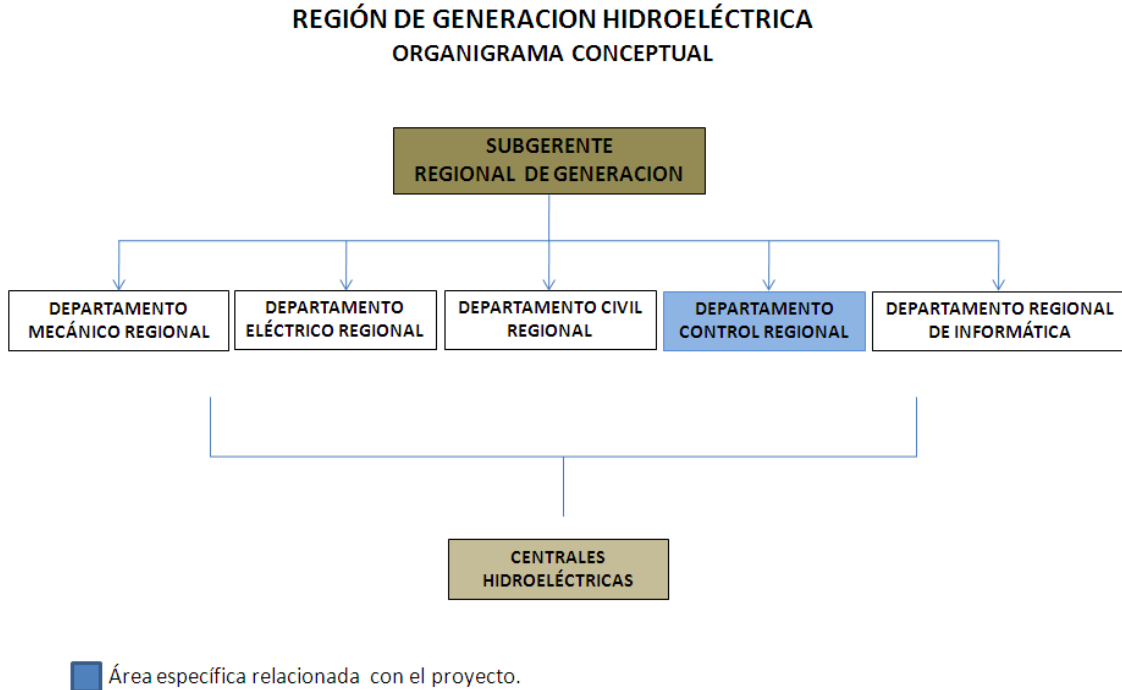 REGIÓN DE GENERACION HIDROELÉCTRICA
ORGANIGRAMA CONCEPTUAL
SUBGERENTE
REGIONAL DE GENERACION
DEPARTAMENTO
MECÁNICO REGIONAL
DEPARTAMENTO
ELÉCTRICO REGIONAL
DEPARTAMENTO CIVIL
REGIONAL
DEPARTAMENTO
CONTROL REGIONAL
DEPARTAMENTO REGIONAL
DE INFORMÁTICA
CENTRALES
HIDROELÉCTRICAS
Área específica relacionada con el proyecto.